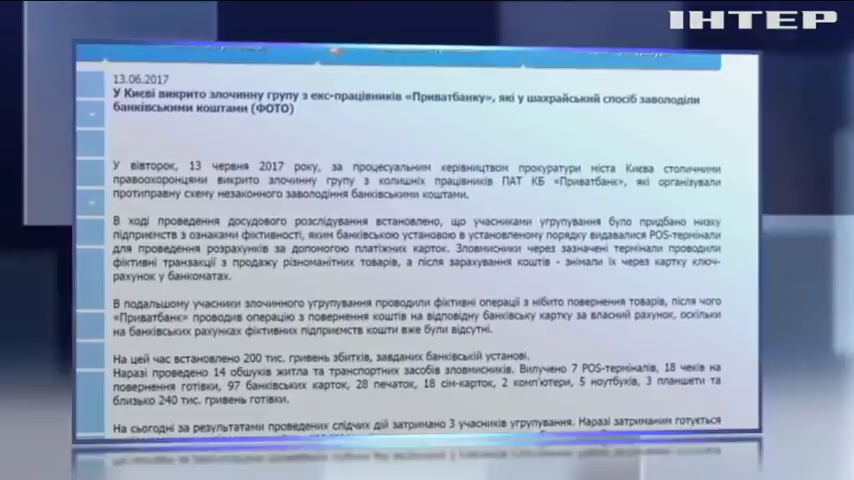 ІНТЕР
13.06.2017
У Києві викрито злочинну групу з екс-працівників «Приватбанку», які у шахрайський спосіб заволоділи
банківськими коштами (ФОТО)
У вівторок, 13 червня 2017 року, за процесуальним керівництвом прокуратури міста Києва столичними
правоохоронцями викрито злочинну групу з колишніх працівників ПАТ КБ «Приватбанк», які організували
протиправну схему незаконного заволодіння банківськими коштами.
В ході проведення досудового розслідування встановлено, що учасниками угрупування було придбано низку
підприємств з ознаками фіктивності, яким банківською установою в установленому порядку видавалися POS-термінали
для проведення розрахунків за допомогою платіжних карток. Зловмисники через зазначені термінали проводили
фіктивні транзакції з продажу різноманітних товарів, а після зарахування коштів - знімали їх через картку ключ-
рахунок у банкоматах.
В подальшому учасники злочинного угрупування проводили фіктивні операції з нібито повернення товарів, після чого
«Приватбанк» проводив операцію з повернення коштів на відповідну банківську картку за власний рахунок, оскільки
на банківських рахунках фіктивних підприємств кошти вже були відсутні.
На цей час встановлено 200 тис. гривень збитків, завданих банківській установі.
Наразі проведено 14 обшуків житла та транспортних засобів зловмисників. Вилучено 7 POS-терміналів, 18 чеків на
повернення готівки, 97 банківських карток, 28 печаток, 18 сім-карток, 2 комп'ютери, 5 ноутбуків, 3 планшети та
близько 240 тис. гривень готівки.
На сьогодні за результатами проведених слідчих дій затримано 3 учасників угрупування. Наразі затриманим готується